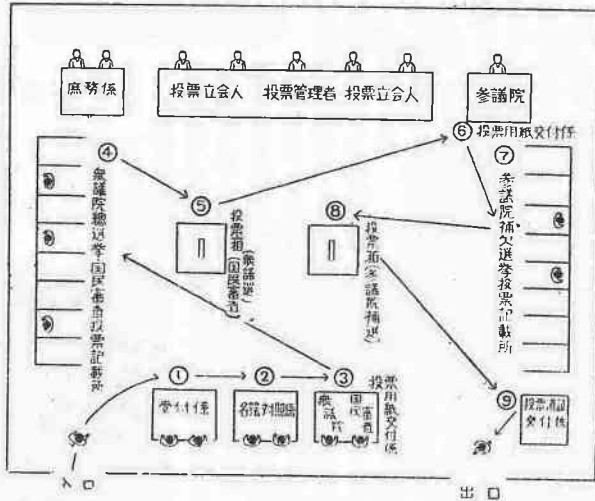 庶務係
投票立会人 投票管理者 投票立会人
参議院
⑥投票用紙交付係
④
衆議院総選挙国民審査投票記載所
⑤
投票箱(衆議選)(国民審査)
⑧
投票箱(参議院補選)
⑦
参議院補欠選挙投票記載所
①
受付係
②
名簿対照係
③
衆議院
国民審査
投票用紙交付係
⑨
投票済証
交付係
入口
出口